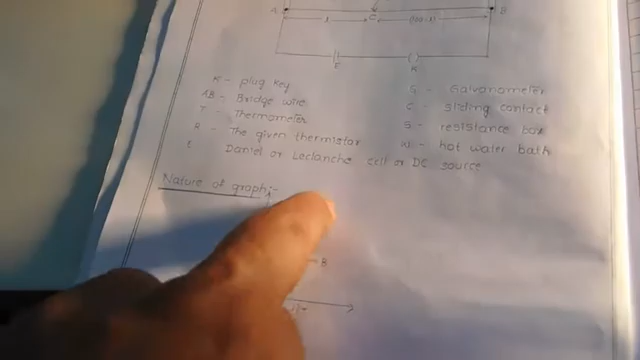 A l C (100-l) B
E K
K - plug key
AB - Bridge wire
T - Thermometer
R - The given thermistor
E Daniel or Leclanche cell or DC source
G - Galvanometer
C - sliding contact
S - resistance box
W - hot water bath
Nature of graph:-
B